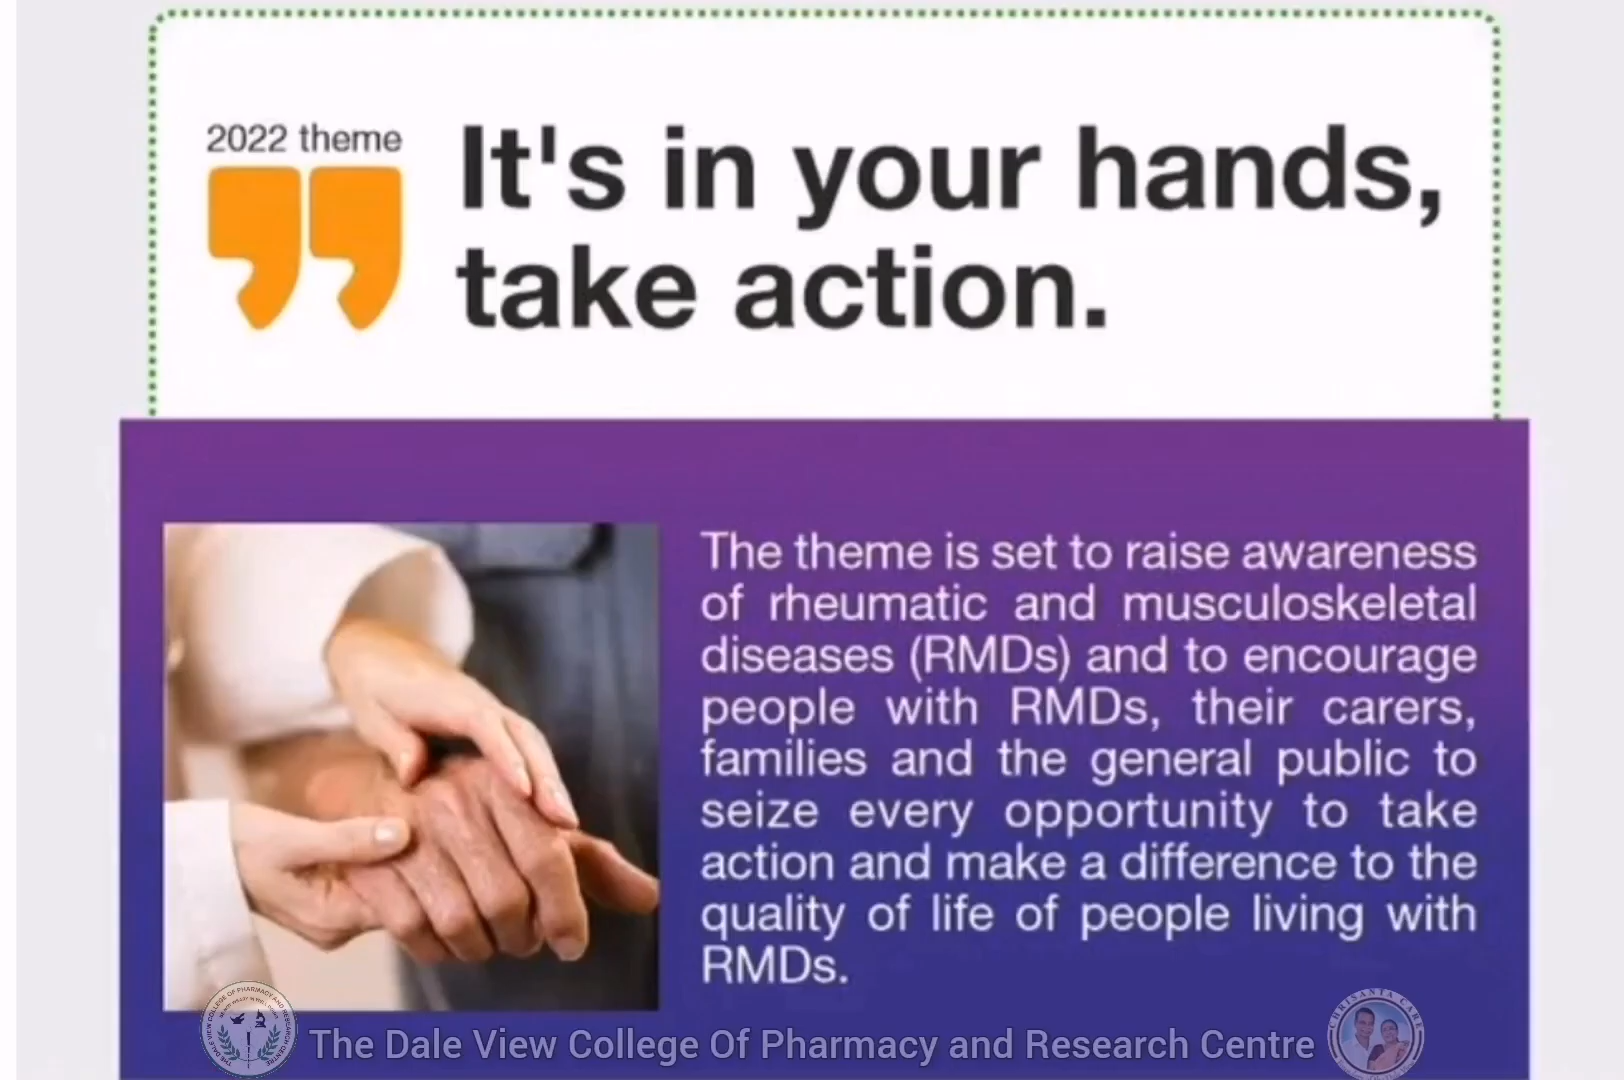 2022 theme
It's in your hands,
take action.
The theme is set to raise awareness
of rheumatic and musculoskeletal
diseases (RMDs) and to encourage
people with RMDs, their carers,
families and the general public to
seize every opportunity to take
action and make a difference to the
quality of life of people living with
RMDs.
The Dale View College Of Pharmacy and Research Centre
CHRISANTA CARE